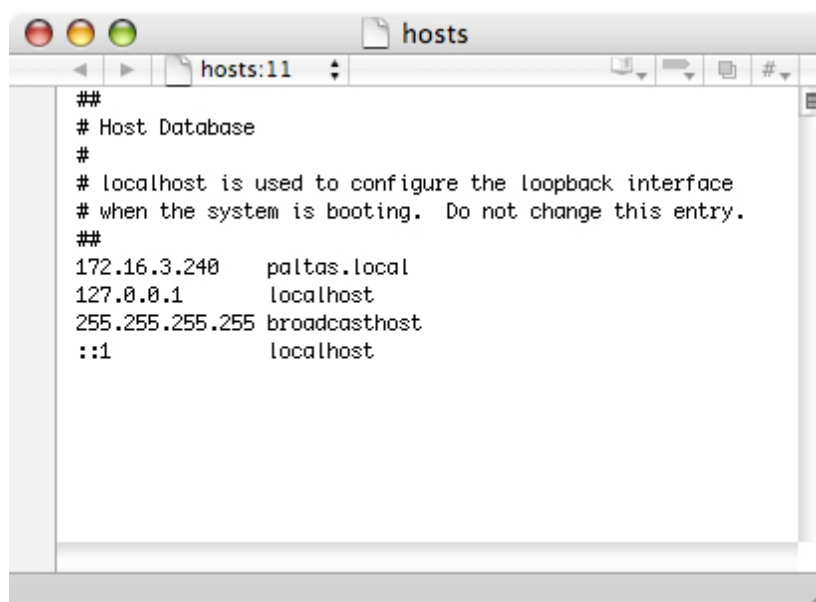 hosts
hosts:11
#
##
# Host Database
#
# localhost is used to configure the loopback interface
# when the system is booting.  Do not change this entry.
##
172.16.3.240    paltas.local
127.0.0.1       localhost
255.255.255.255 broadcasthost
::1             localhost